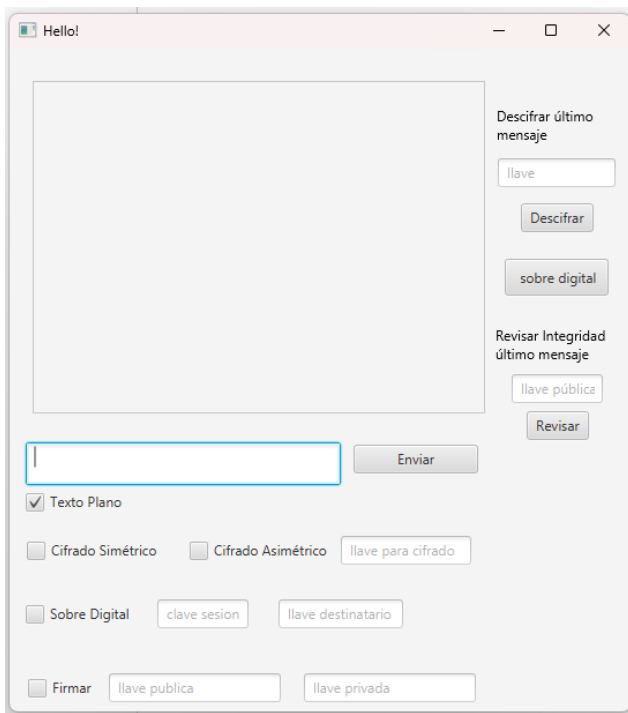 Hello!
Descifrar último
mensaje
llave
Descifrar
sobre digital
Revisar Integridad
último mensaje
llave pública
Revisar
Enviar
Texto Plano
Cifrado Simétrico
Cifrado Asimétrico
llave para cifrado
Sobre Digital
clave sesion
llave destinatario
Firmar
llave publica
llave privada